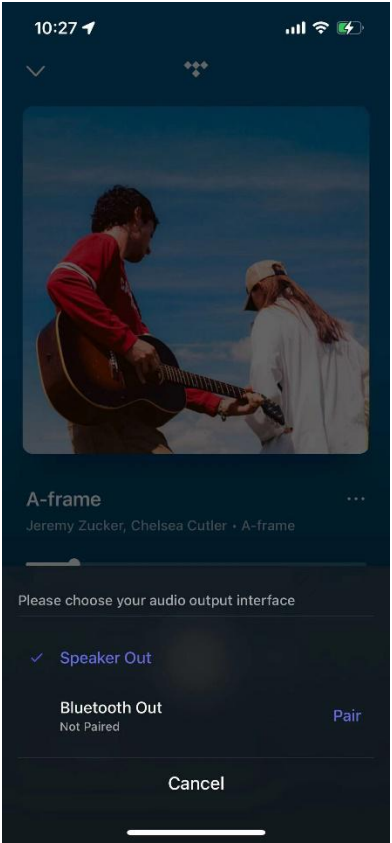 10:27
A-frame
Jeremy Zucker, Chelsea Cutler • A-frame
Please choose your audio output interface
Speaker Out
Bluetooth Out
Not Paired
Pair
Cancel